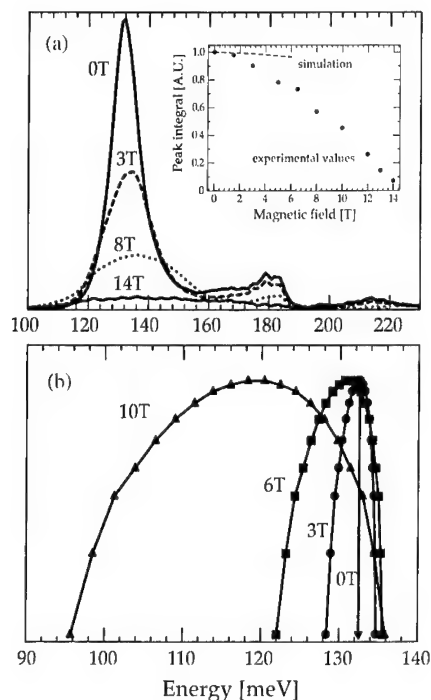 (a)
0T
3T
8T
14T
Peak integral [A.U.]
1,0
0,8
0,6
0,4
0,2
0
simulation
experimental values
0 2 4 6 8 10 12 14
Magnetic field [T]
100 120 140 160 180 200 220
(b)
10T
6T
3T
0T
90 100 110 120 130 140
Energy [meV]